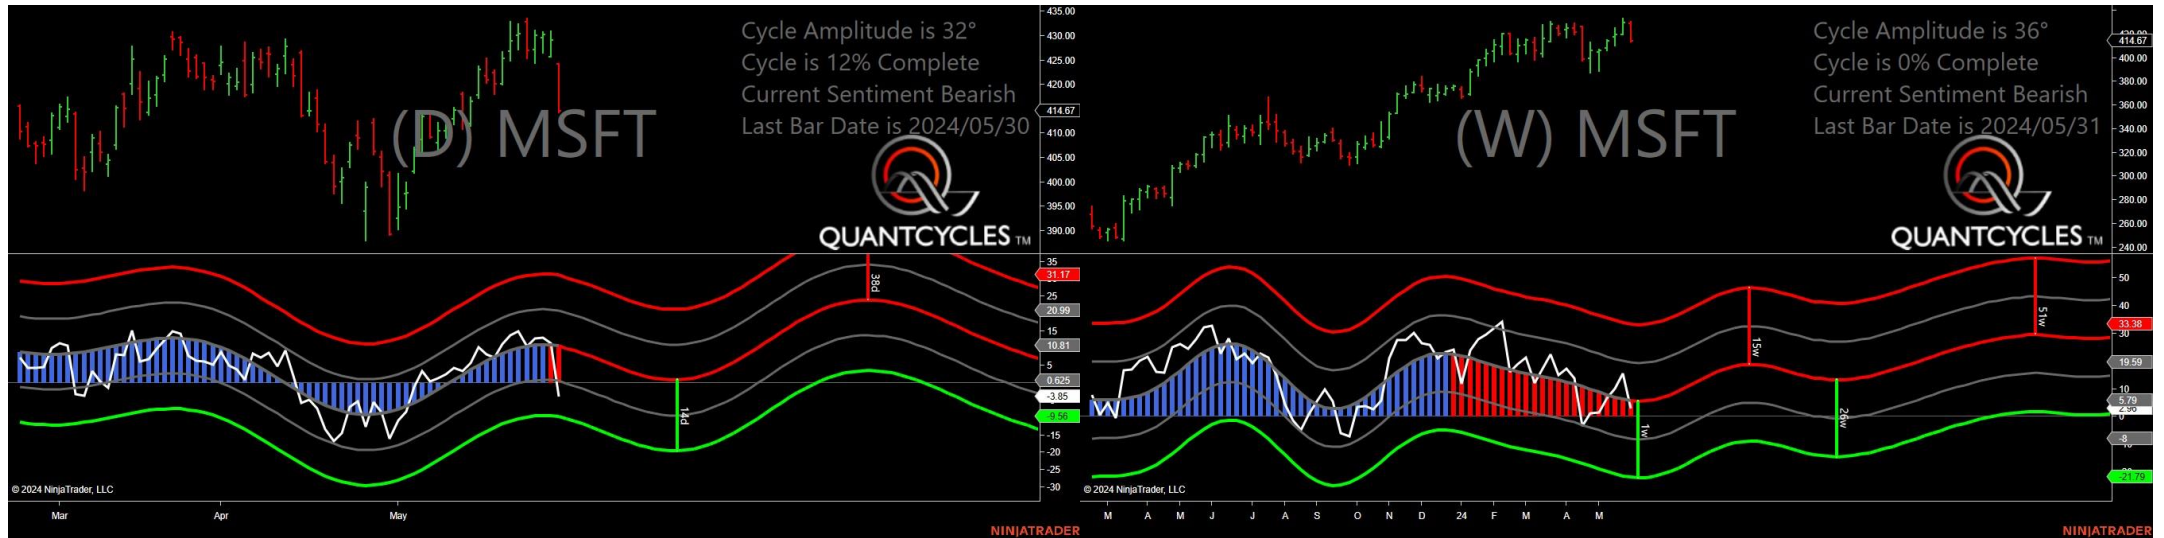 Cycle Amplitude is 32°
Cycle is 12% Complete
Current Sentiment Bearish
Last Bar Date is 2024/05/30
(D) MSFT
QUANTCYCLES TM
435.00
430.00
425.00
420.00
414.67
410.00
405.00
400.00
395.00
390.00
38d
14d
35
31.17
25
20.99
15
10.81
5
0.625
-3.85
-9.56
-15
-20
-25
-30
© 2024 NinjaTrader, LLC
Mar
Apr
May
NINJATRADER
Cycle Amplitude is 36°
Cycle is 0% Complete
Current Sentiment Bearish
Last Bar Date is 2024/05/31
(W) MSFT
QUANTCYCLES TM
414.67
400.00
380.00
360.00
340.00
320.00
300.00
280.00
260.00
240.00
15w
51w
1w
26w
50
40
33.38
30
19.59
10
5.79
2.96
-8
-21.79
© 2024 NinjaTrader, LLC
M A M J J A S O N D 24 F M A M
NINJATRADER